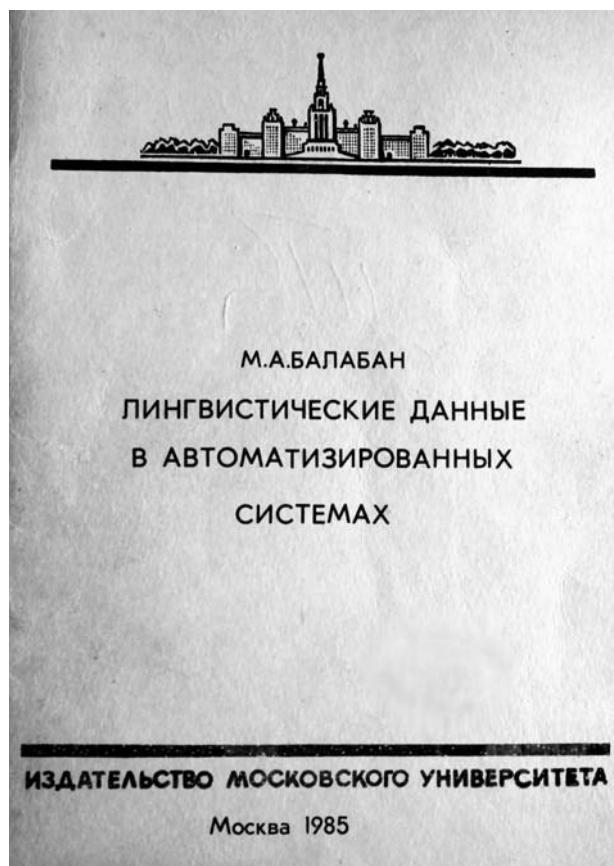 М.А.БАЛАБАН
ЛИНГВИСТИЧЕСКИЕ ДАННЫЕ
В АВТОМАТИЗИРОВАННЫХ
СИСТЕМАХ
ИЗДАТЕЛЬСТВО МОСКОВСКОГО УНИВЕРСИТЕТА
Москва 1985